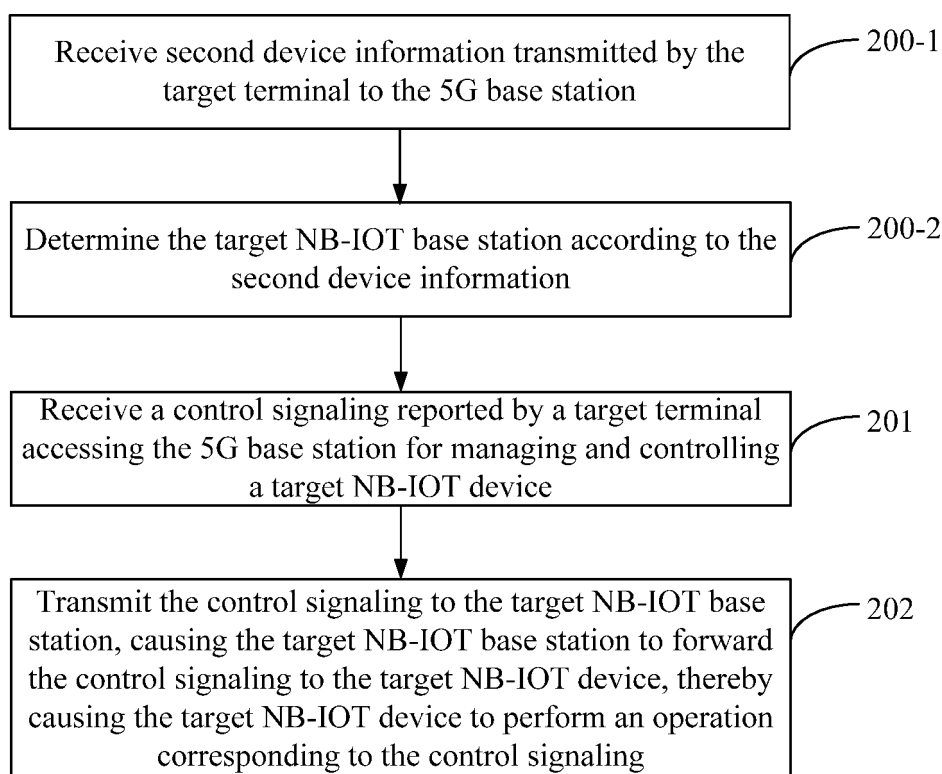 Receive second device information transmitted by the
target terminal to the 5G base station
200-1
Determine the target NB-IOT base station according to the
second device information
200-2
Receive a control signaling reported by a target terminal
accessing the 5G base station for managing and controlling
a target NB-IOT device
201
Transmit the control signaling to the target NB-IOT base
station, causing the target NB-IOT base station to forward
the control signaling to the target NB-IOT device, thereby
causing the target NB-IOT device to perform an operation
corresponding to the control signaling
202